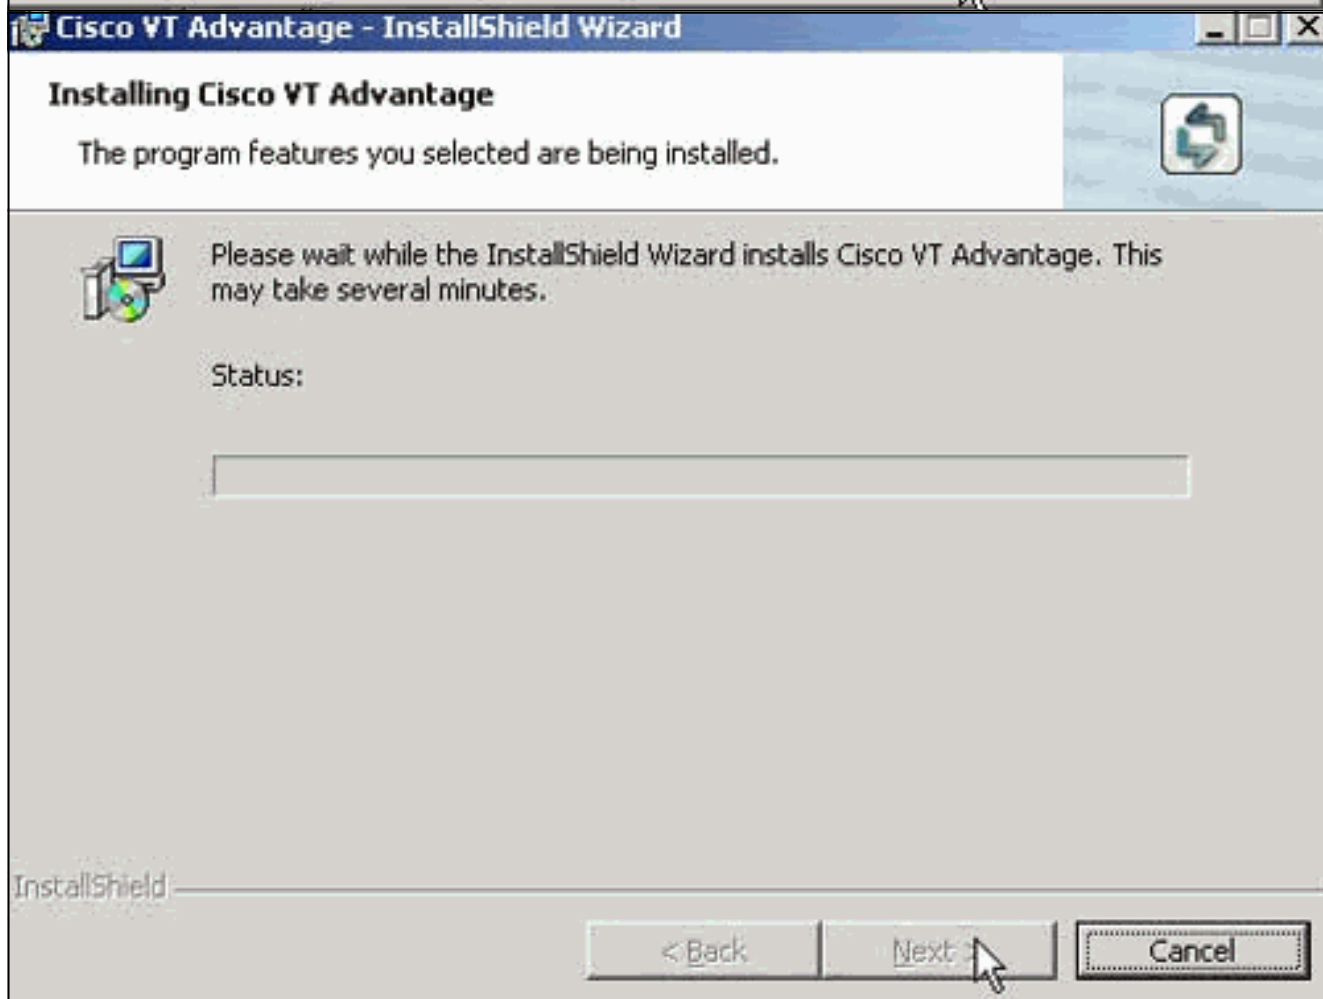 Cisco VT Advantage - InstallShield Wizard
Installing Cisco VT Advantage
The program features you selected are being installed.
Please wait while the InstallShield Wizard installs Cisco VT Advantage. This
may take several minutes.
Status:
InstallShield
< Back Next > Cancel